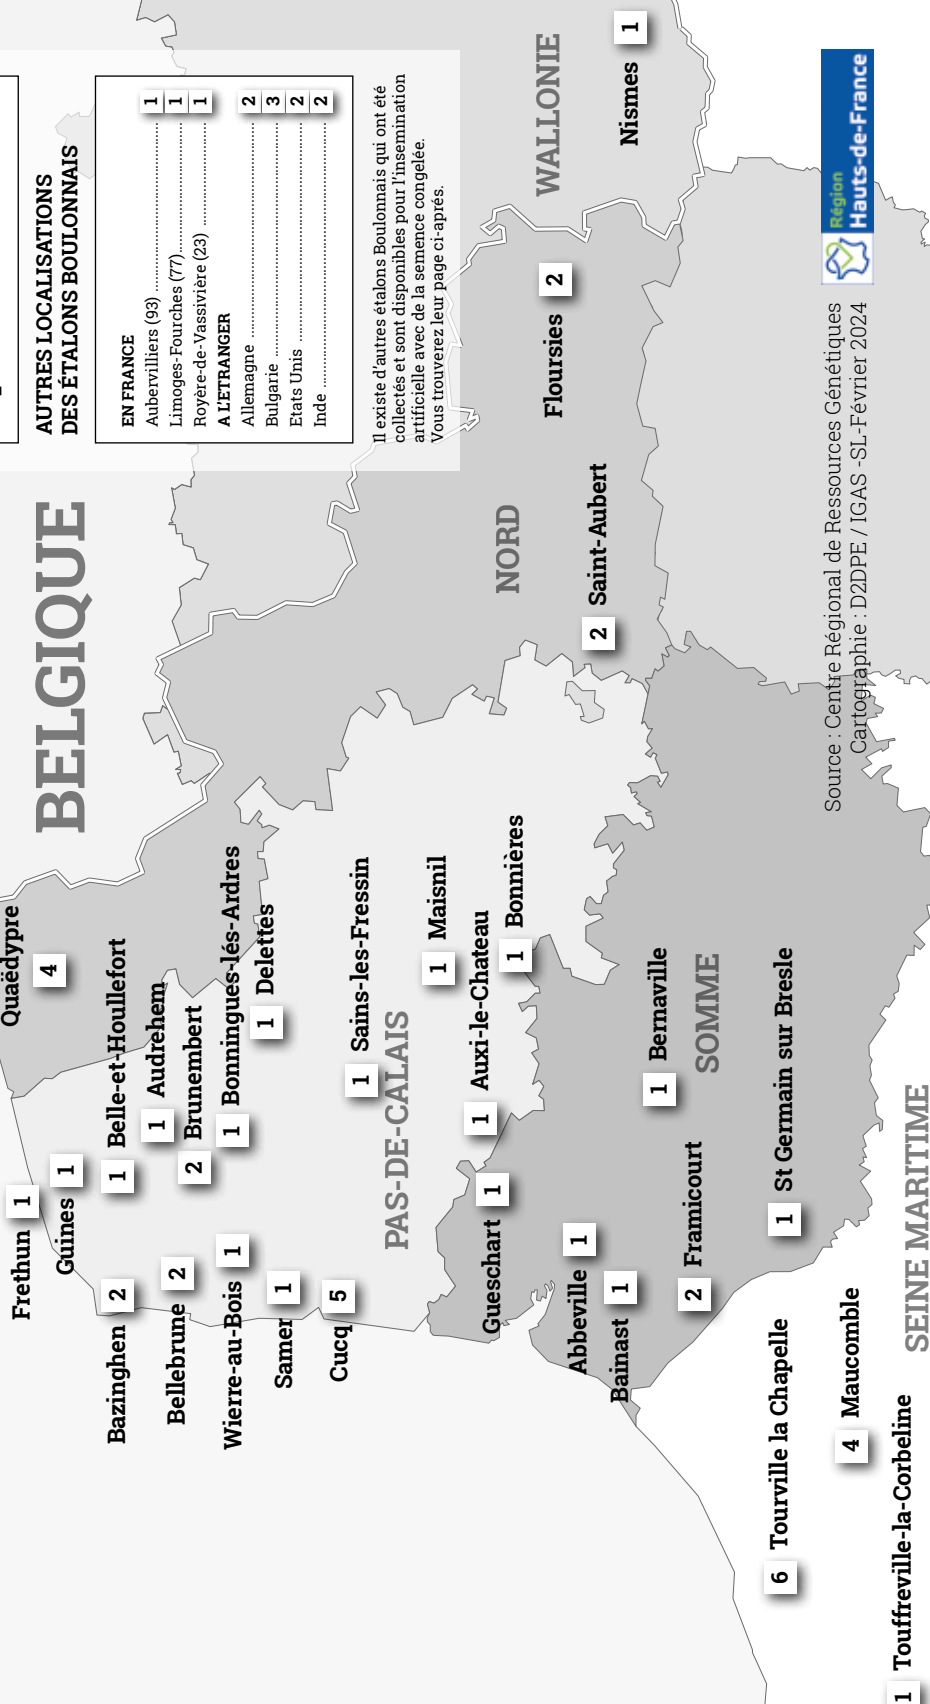 AUTRES LOCALISATIONS
DES ÉTALONS BOULONNAIS
EN FRANCE
Aubervilliers (93) 1
Limoges-Fourches (77) 1
Royère-de-Vassivière (23) 1
A L'ETRANGER
Allemagne 2
Bulgarie 3
Etats Unis 2
Inde 2
Il existe d'autres étalons Boulonnais qui ont été
collectés et sont disponibles pour l'insemination
artificielle avec de la semence congelée.
Vous trouverez leur page ci-aprés.
BELGIQUE
Quaëdypre
4
Frethun 1
Guines 1
1 Belle-et-Houllefort
Bazinghen 2
1 Audrehem
Bellebrune 2
2 Brunembert
Wierre-au-Bois 1
1 Bonningues-lés-Ardres
1 Delettes
Samer 1
Cucq 5
1 Sains-les-Fressin
PAS-DE-CALAIS
1 Maisnil
1 Auxi-le-Chateau
Gueschart 1
1 Bonnières
NORD
WALLONIE
Floursies 2
2 Saint-Aubert
Nismes 1
Abbeville 1
Bainast 1
1 Bernaville
2 Framicourt
SOMME
6 Tourville la Chapelle
1 St Germain sur Bresle
4 Maucomble
1 Touffreville-la-Corbeline
SEINE MARITIME
Région
Hauts-de-France
Source : Centre Régional de Ressources Génétiques
Cartographie : D2DPE / IGAS -SL-Février 2024